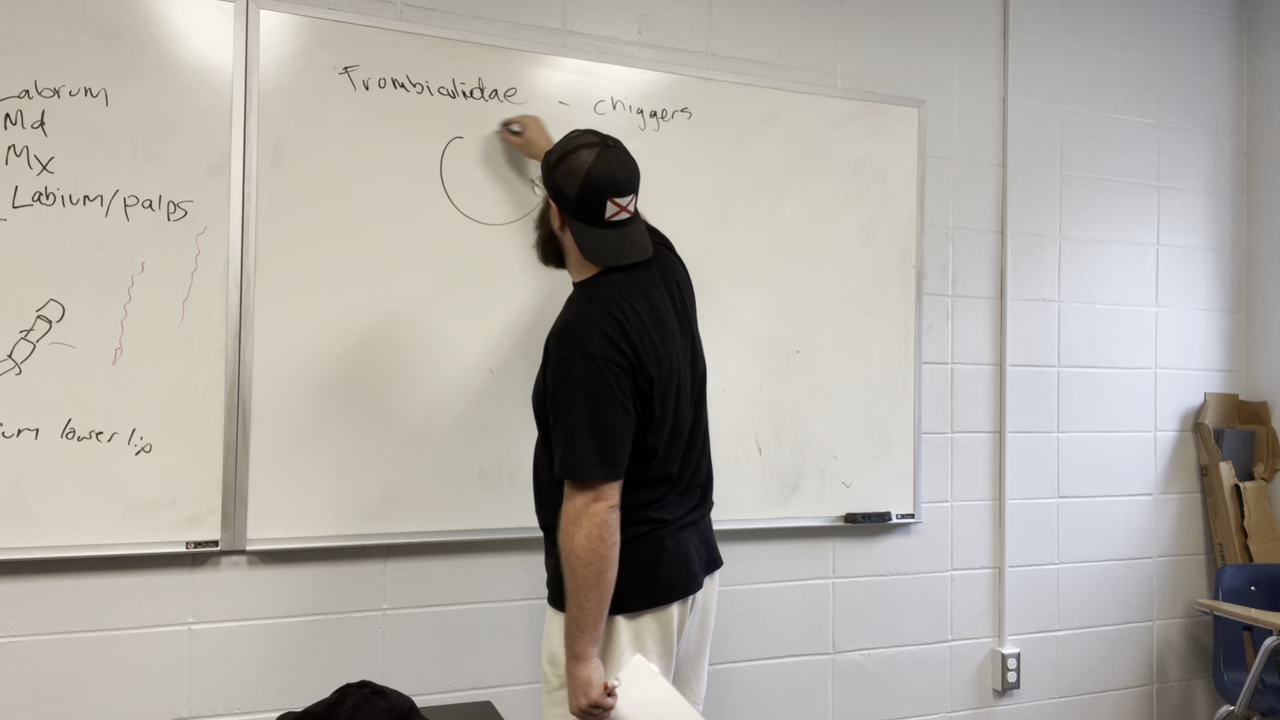 Labrum
Md
Mx
Labium/palps
lower lip
Trombiculidae - chiggers